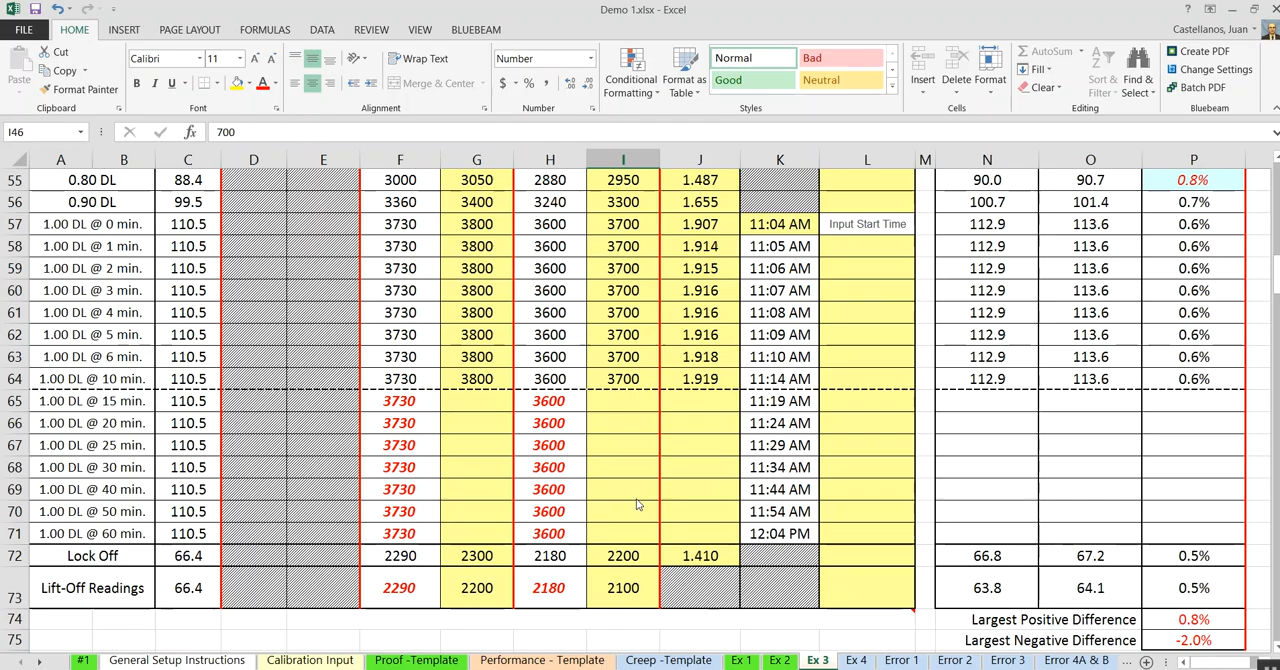 Demo 1.xlsx - Excel
FILE HOME INSERT PAGE LAYOUT FORMULAS DATA REVIEW VIEW BLUEBEAM Castellanos, Juan
Paste Cut Copy Format Painter Clipboard
Calibri 11 B I U Font
Wrap Text Merge & Center Alignment
Number $ % , Number
Conditional Formatting Format as Table Normal Bad Good Neutral Styles
Insert Delete Format Cells
AutoSum Fill Clear Sort & Filter Find & Select Editing
Create PDF Change Settings Batch PDF Bluebeam
I46 fx 700
A B C D E F G H I J K L M N O P
55 0.80 DL 88.4 3000 3050 2880 2950 1.487 90.0 90.7 0.8%
56 0.90 DL 99.5 3360 3400 3240 3300 1.655 100.7 101.4 0.7%
57 1.00 DL @ 0 min. 110.5 3730 3800 3600 3700 1.907 11:04 AM Input Start Time 112.9 113.6 0.6%
58 1.00 DL @ 1 min. 110.5 3730 3800 3600 3700 1.914 11:05 AM 112.9 113.6 0.6%
59 1.00 DL @ 2 min. 110.5 3730 3800 3600 3700 1.915 11:06 AM 112.9 113.6 0.6%
60 1.00 DL @ 3 min. 110.5 3730 3800 3600 3700 1.916 11:07 AM 112.9 113.6 0.6%
61 1.00 DL @ 4 min. 110.5 3730 3800 3600 3700 1.916 11:08 AM 112.9 113.6 0.6%
62 1.00 DL @ 5 min. 110.5 3730 3800 3600 3700 1.916 11:09 AM 112.9 113.6 0.6%
63 1.00 DL @ 6 min. 110.5 3730 3800 3600 3700 1.918 11:10 AM 112.9 113.6 0.6%
64 1.00 DL @ 10 min. 110.5 3730 3800 3600 3700 1.919 11:14 AM 112.9 113.6 0.6%
65 1.00 DL @ 15 min. 110.5 3730 3600 11:19 AM
66 1.00 DL @ 20 min. 110.5 3730 3600 11:24 AM
67 1.00 DL @ 25 min. 110.5 3730 3600 11:29 AM
68 1.00 DL @ 30 min. 110.5 3730 3600 11:34 AM
69 1.00 DL @ 40 min. 110.5 3730 3600 11:44 AM
70 1.00 DL @ 50 min. 110.5 3730 3600 11:54 AM
71 1.00 DL @ 60 min. 110.5 3730 3600 12:04 PM
72 Lock Off 66.4 2290 2300 2180 2200 1.410 66.8 67.2 0.5%
73 Lift-Off Readings 66.4 2290 2200 2180 2100 63.8 64.1 0.5%
74 Largest Positive Difference 0.8%
75 Largest Negative Difference -2.0%
#1 General Setup Instructions Calibration Input Proof -Template Performance - Template Creep -Template Ex 1 Ex 2 Ex 3 Ex 4 Error 1 Error 2 Error 3 Error 4A & B ...